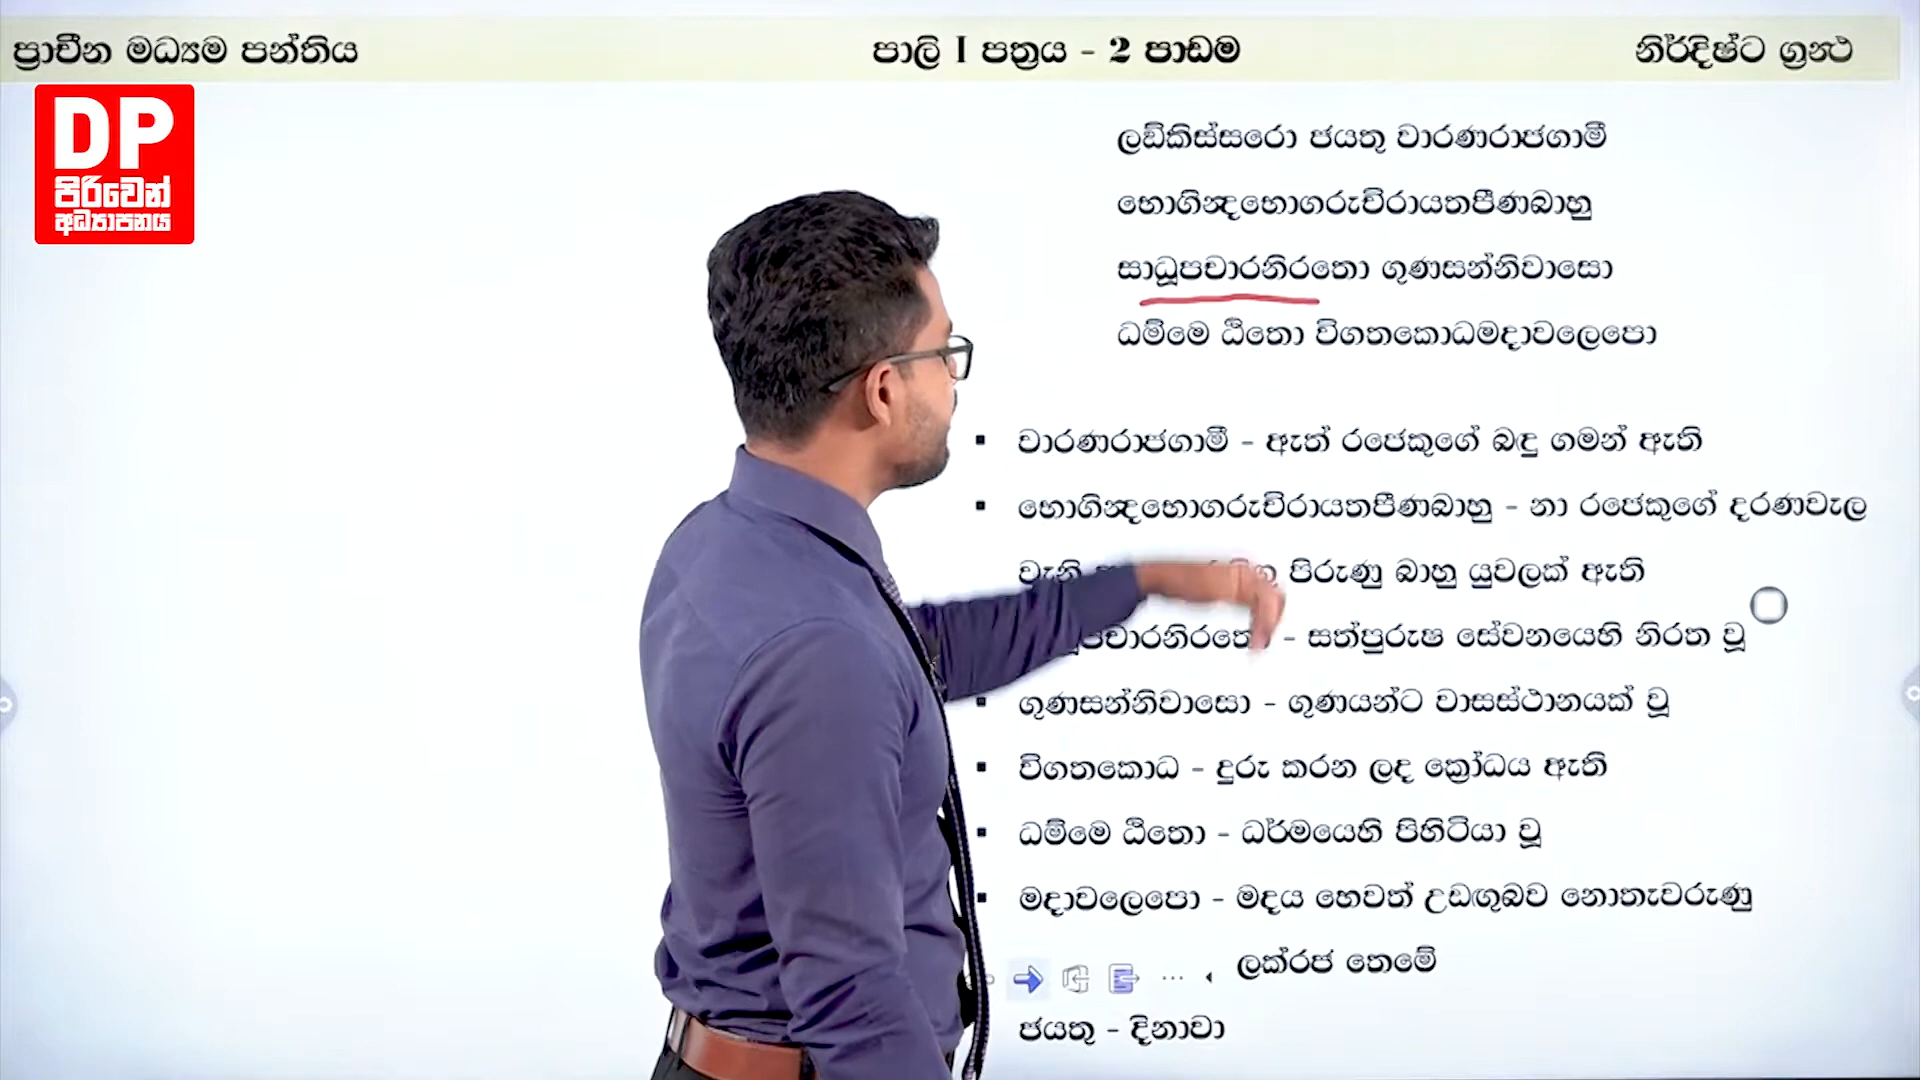 ප්‍රාචීන මධ්‍යම පන්තිය
පාලි I පත්‍රය - 2 පාඩම
නිර්දිෂ්ට ග්‍රන්ථ
DP
පිරිවෙන්
අධ්‍යාපනය
ලඞ්කිස්සරො ජයතු වාරණරාජගාමී
භොගින්‍දභොගරුචිරායතපීණබාහු
සාධූපචාරනිරතො ගුණසන්නිවාසො
ධම්මෙ ඨිතො විගතකොධමදාවලෙපො
▪ වාරණරාජගාමී - ඇත් රජෙකුගේ බඳු ගමන් ඇති
▪ භොගින්‍දභොගරුචිරායතපීණබාහු - නා රජෙකුගේ දරණවැල
වැනි පිරුණු බාහු යුවලක් ඇති
- සත්පුරුෂ සේවනයෙහි නිරත වූ
▪ ගුණසන්නිවාසො - ගුණයන්ට වාසස්ථානයක් වූ
▪ විගතකොධ - දුරු කරන ලද ක්‍රෝධය ඇති
▪ ධම්මෙ ඨිතො - ධර්මයෙහි පිහිටියා වූ
▪ මදාවලෙපො - මදය හෙවත් උඩඟුබව නොතැවරුණු
ලක්රජ තෙමේ
ජයතු - දිනාවා